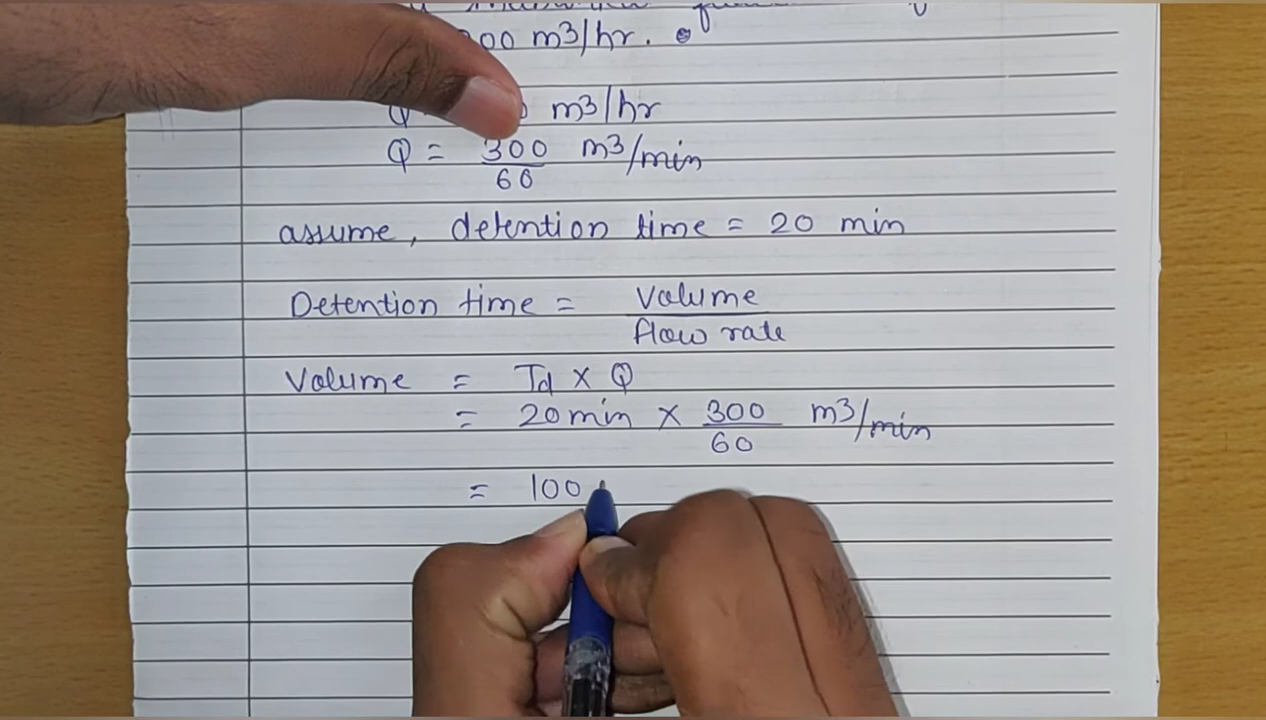 00 m3/hr.
Q m3/hr
Q = 300/60 m3/min
assume, detention time = 20 min
Detention time = Volume/flow rate
Volume = Td X Q
= 20 min X 300/60 m3/min
= 100